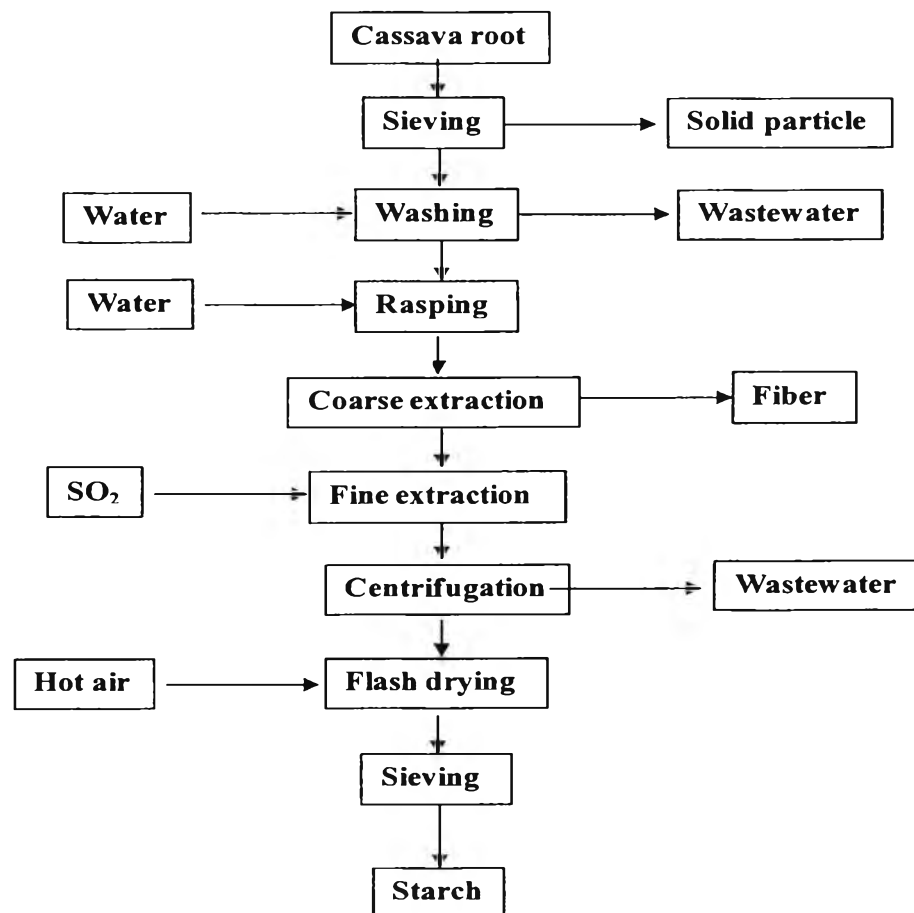 Cassava root
Sieving
Solid particle
Water
Washing
Wastewater
Water
Rasping
Coarse extraction
Fiber
SO₂
Fine extraction
Centrifugation
Wastewater
Hot air
Flash drying
Sieving
Starch